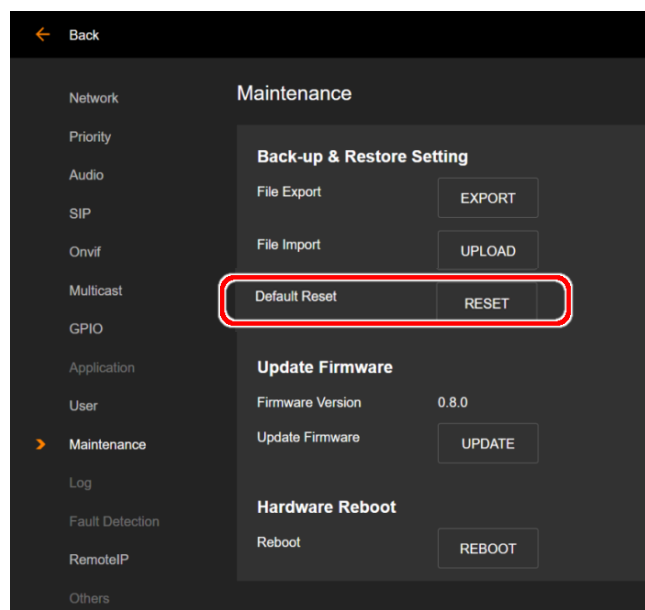 Back
Network
Priority
Audio
SIP
Onvif
Multicast
GPIO
Application
User
Maintenance
Log
Fault Detection
RemoteIP
Others
Maintenance
Back-up & Restore Setting
File Export EXPORT
File Import UPLOAD
Default Reset RESET
Update Firmware
Firmware Version 0.8.0
Update Firmware UPDATE
Hardware Reboot
Reboot REBOOT